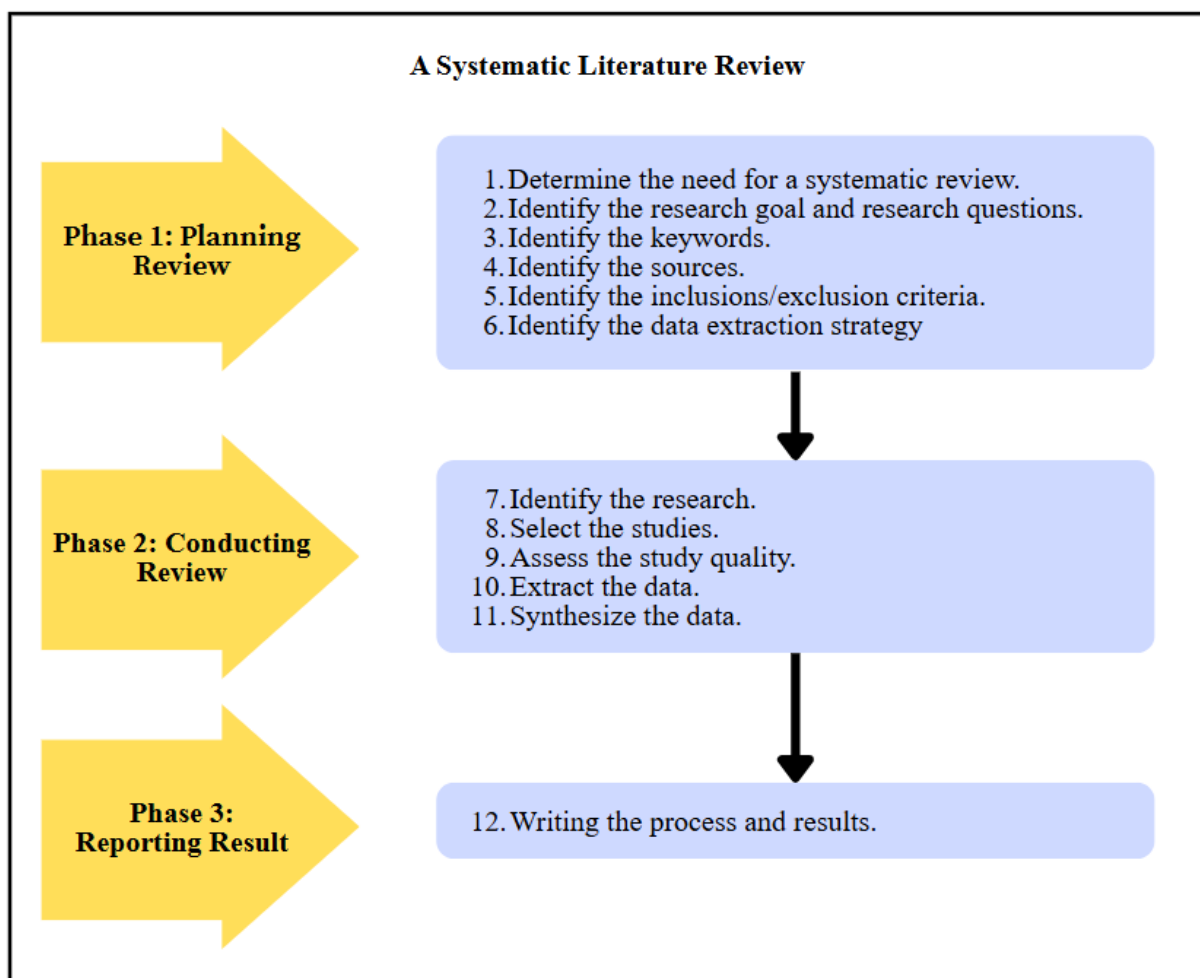 A Systematic Literature Review
Phase 1: Planning
Review
1. Determine the need for a systematic review.
2. Identify the research goal and research questions.
3. Identify the keywords.
4. Identify the sources.
5. Identify the inclusions/exclusion criteria.
6. Identify the data extraction strategy
Phase 2: Conducting
Review
7. Identify the research.
8. Select the studies.
9. Assess the study quality.
10. Extract the data.
11. Synthesize the data.
Phase 3:
Reporting Result
12. Writing the process and results.